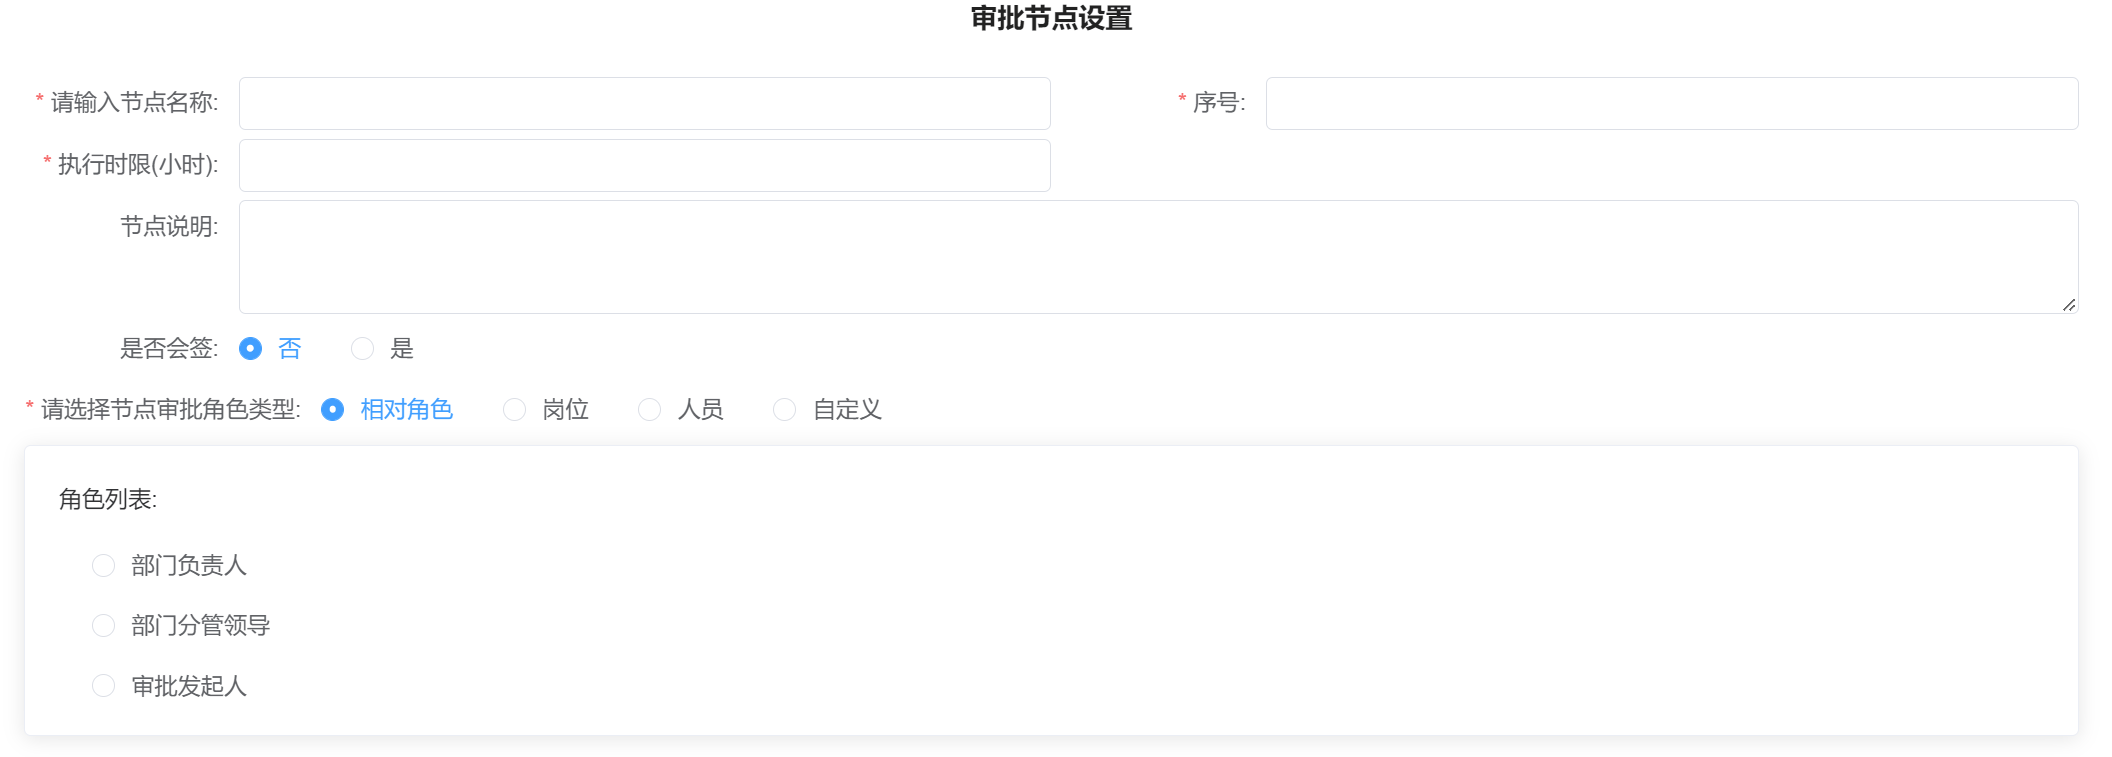 审批节点设置
* 请输入节点名称:
* 序号:
* 执行时限(小时):
节点说明:
是否会签: 否 是
* 请选择节点审批角色类型: 相对角色 岗位 人员 自定义
角色列表:
部门负责人
部门分管领导
审批发起人